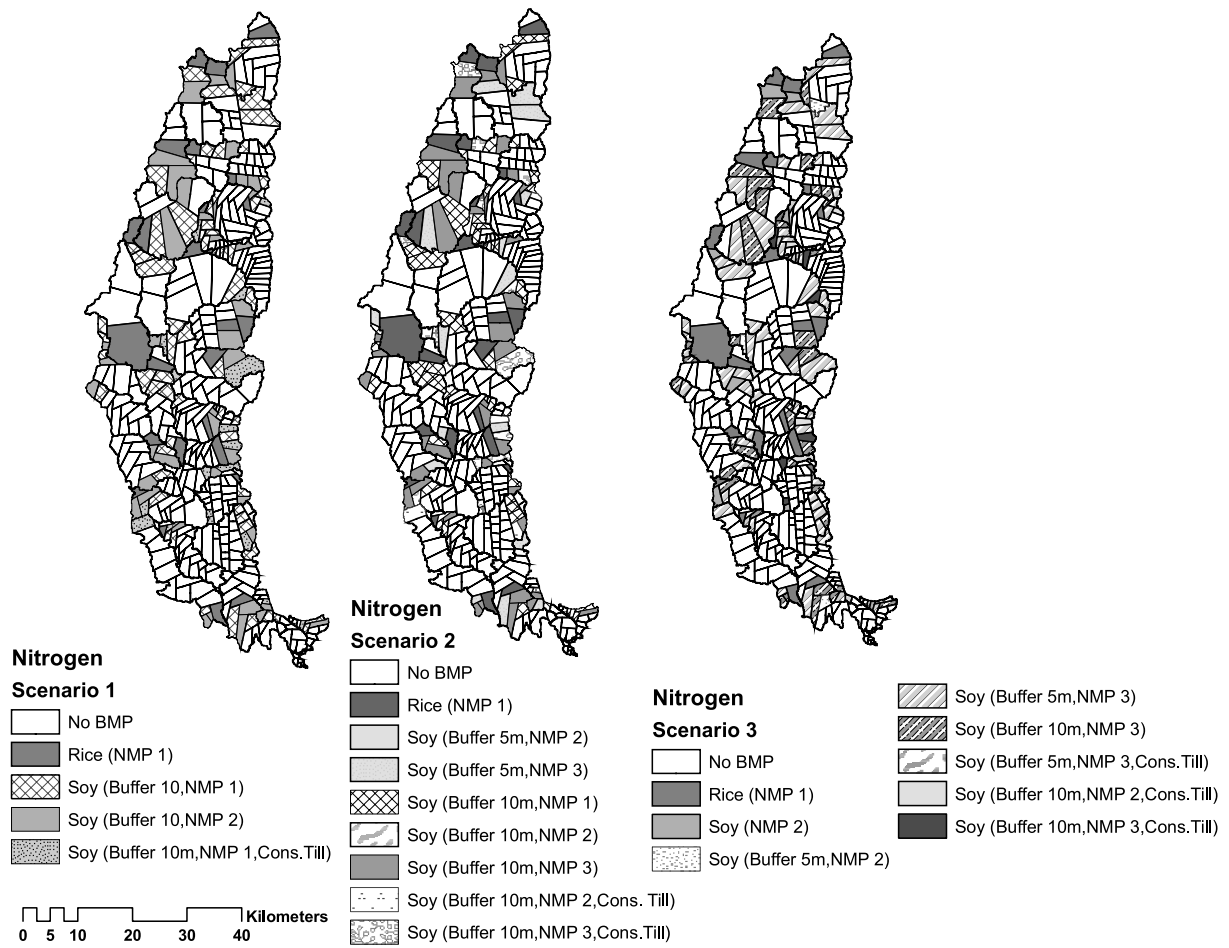 Nitrogen
Scenario 1
No BMP
Rice (NMP 1)
Soy (Buffer 10,NMP 1)
Soy (Buffer 10,NMP 2)
Soy (Buffer 10m,NMP 1,Cons.Till)
Kilometers
0 5 10 20 30 40
Nitrogen
Scenario 2
No BMP
Rice (NMP 1)
Soy (Buffer 5m,NMP 2)
Soy (Buffer 5m,NMP 3)
Soy (Buffer 10m,NMP 1)
Soy (Buffer 10m,NMP 2)
Soy (Buffer 10m,NMP 3)
Soy (Buffer 10m,NMP 2,Cons. Till)
Soy (Buffer 10m,NMP 3,Cons.Till)
Nitrogen
Scenario 3
No BMP
Rice (NMP 1)
Soy (NMP 2)
Soy (Buffer 5m,NMP 2)
Soy (Buffer 5m,NMP 3)
Soy (Buffer 10m,NMP 3)
Soy (Buffer 5m,NMP 3,Cons.Till)
Soy (Buffer 10m,NMP 2,Cons.Till)
Soy (Buffer 10m,NMP 3,Cons.Till)